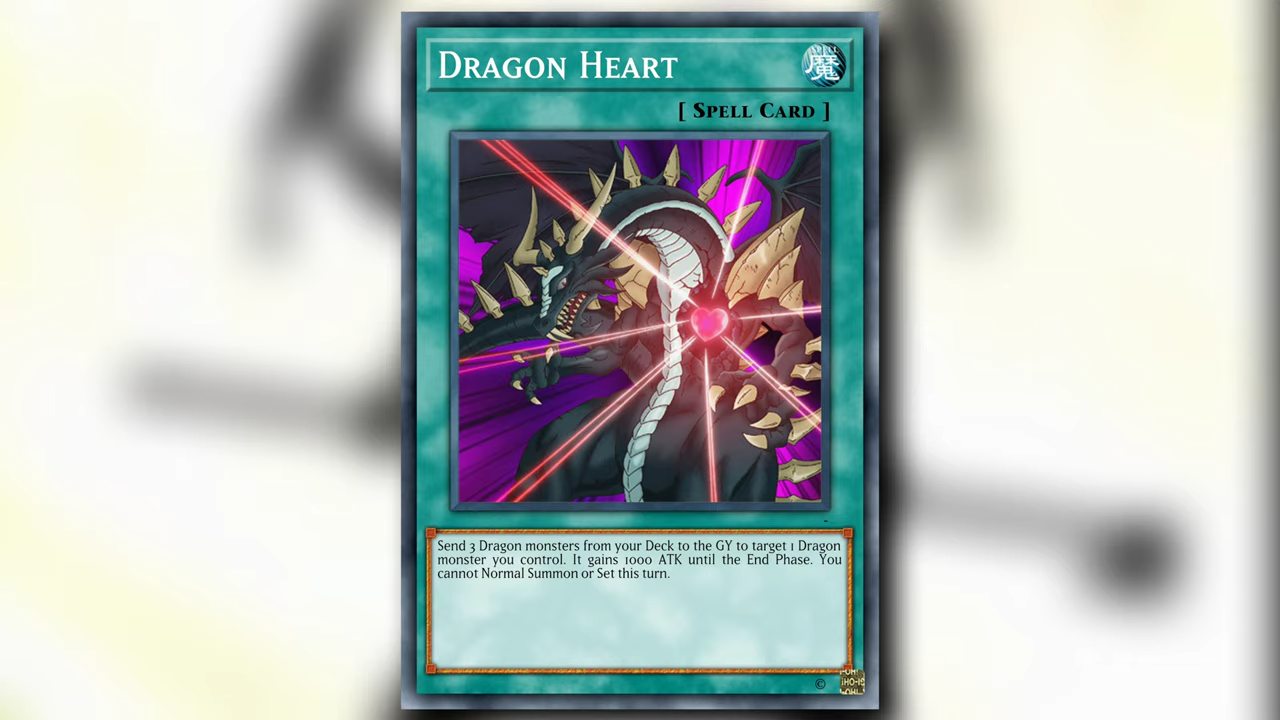 Dragon Heart
SPELL
魔
[ Spell Card ]
Send 3 Dragon monsters from your Deck to the GY to target 1 Dragon
monster you control. It gains 1000 ATK until the End Phase. You
cannot Normal Summon or Set this turn.
©